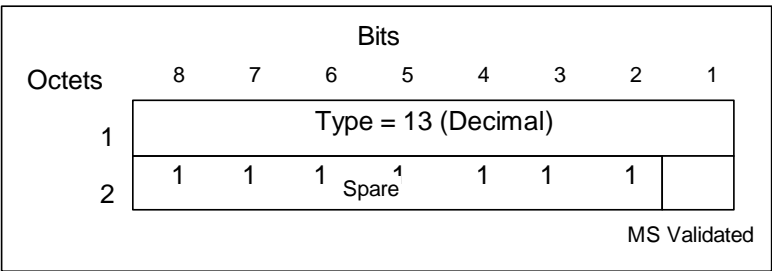 Bits
Octets 8 7 6 5 4 3 2 1
1 Type = 13 (Decimal)
2 1 1 1 1 1 1 1
Spare
MS Validated